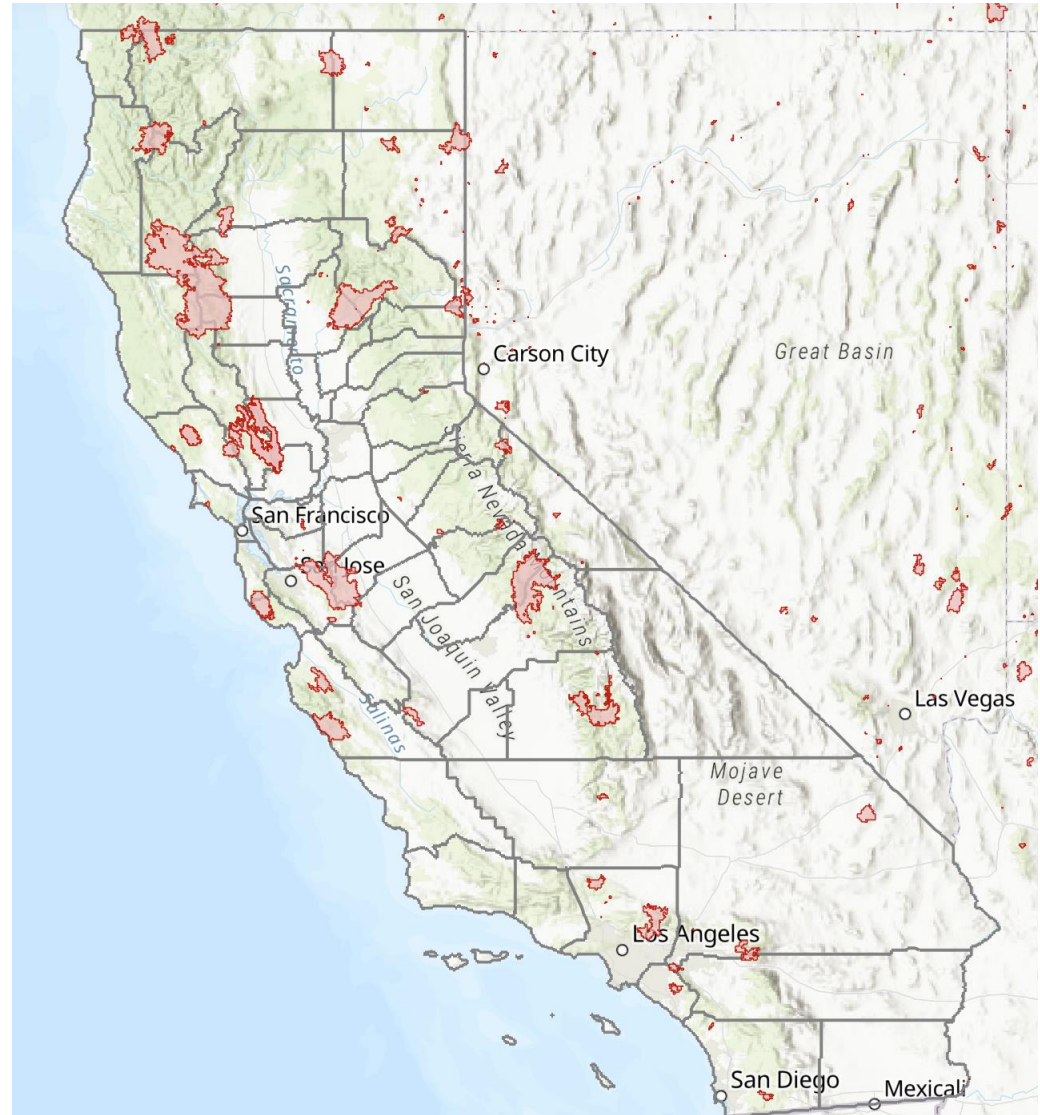 Sacramento
Carson City
Great Basin
Sierra Nevada Mountains
San Francisco
San Jose
San Joaquin Valley
Salinas
Las Vegas
Mojave
Desert
Los Angeles
San Diego
Mexicali